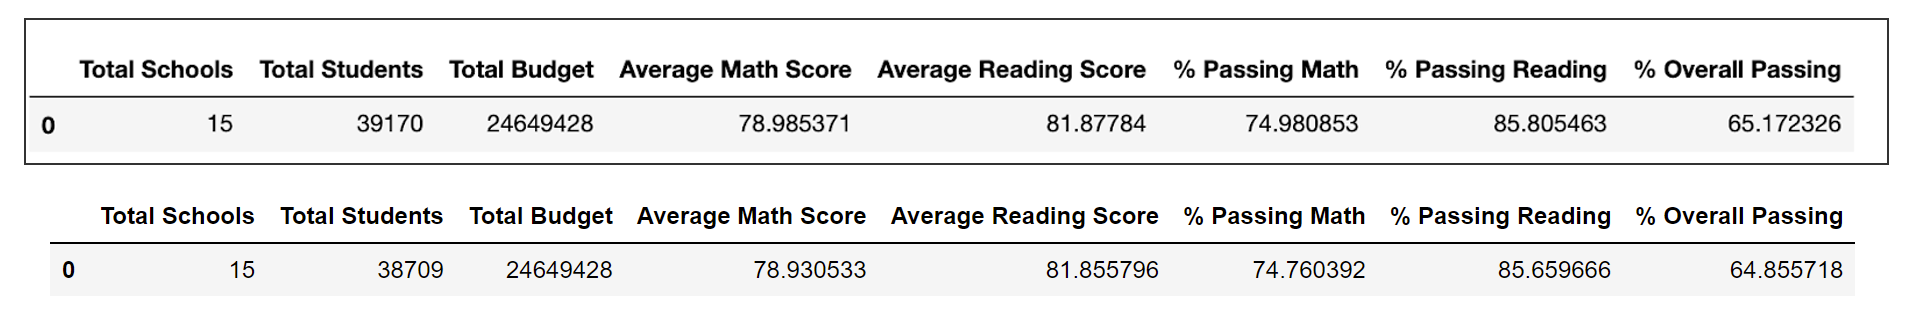 Total Schools Total Students Total Budget Average Math Score Average Reading Score % Passing Math % Passing Reading % Overall Passing
0 15 39170 24649428 78.985371 81.87784 74.980853 85.805463 65.172326
Total Schools Total Students Total Budget Average Math Score Average Reading Score % Passing Math % Passing Reading % Overall Passing
0 15 38709 24649428 78.930533 81.855796 74.760392 85.659666 64.855718